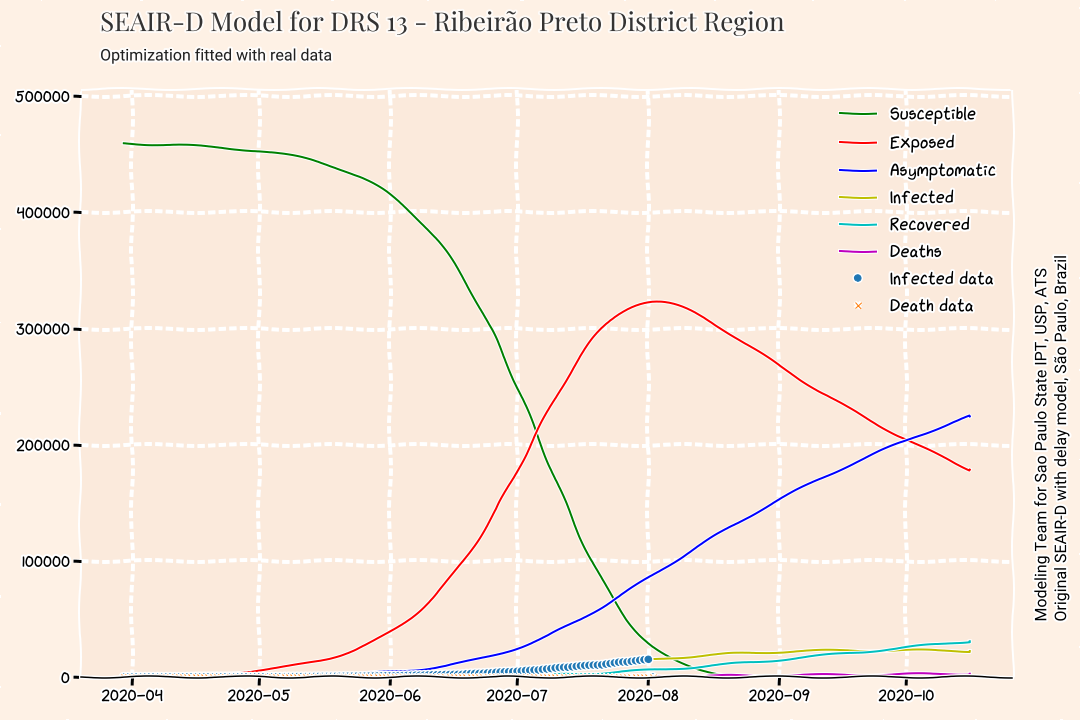 SEAIR-D Model for DRS 13 - Ribeirão Preto District Region
Optimization fitted with real data
500000
400000
300000
200000
100000
0
2020-04
2020-05
2020-06
2020-07
2020-08
2020-09
2020-10
Susceptible
Exposed
Asymptomatic
Infected
Recovered
Deaths
Infected data
Death data
Modeling Team for Sao Paulo State IPT, USP, ATS
Original SEAIR-D with delay model, São Paulo, Brazil